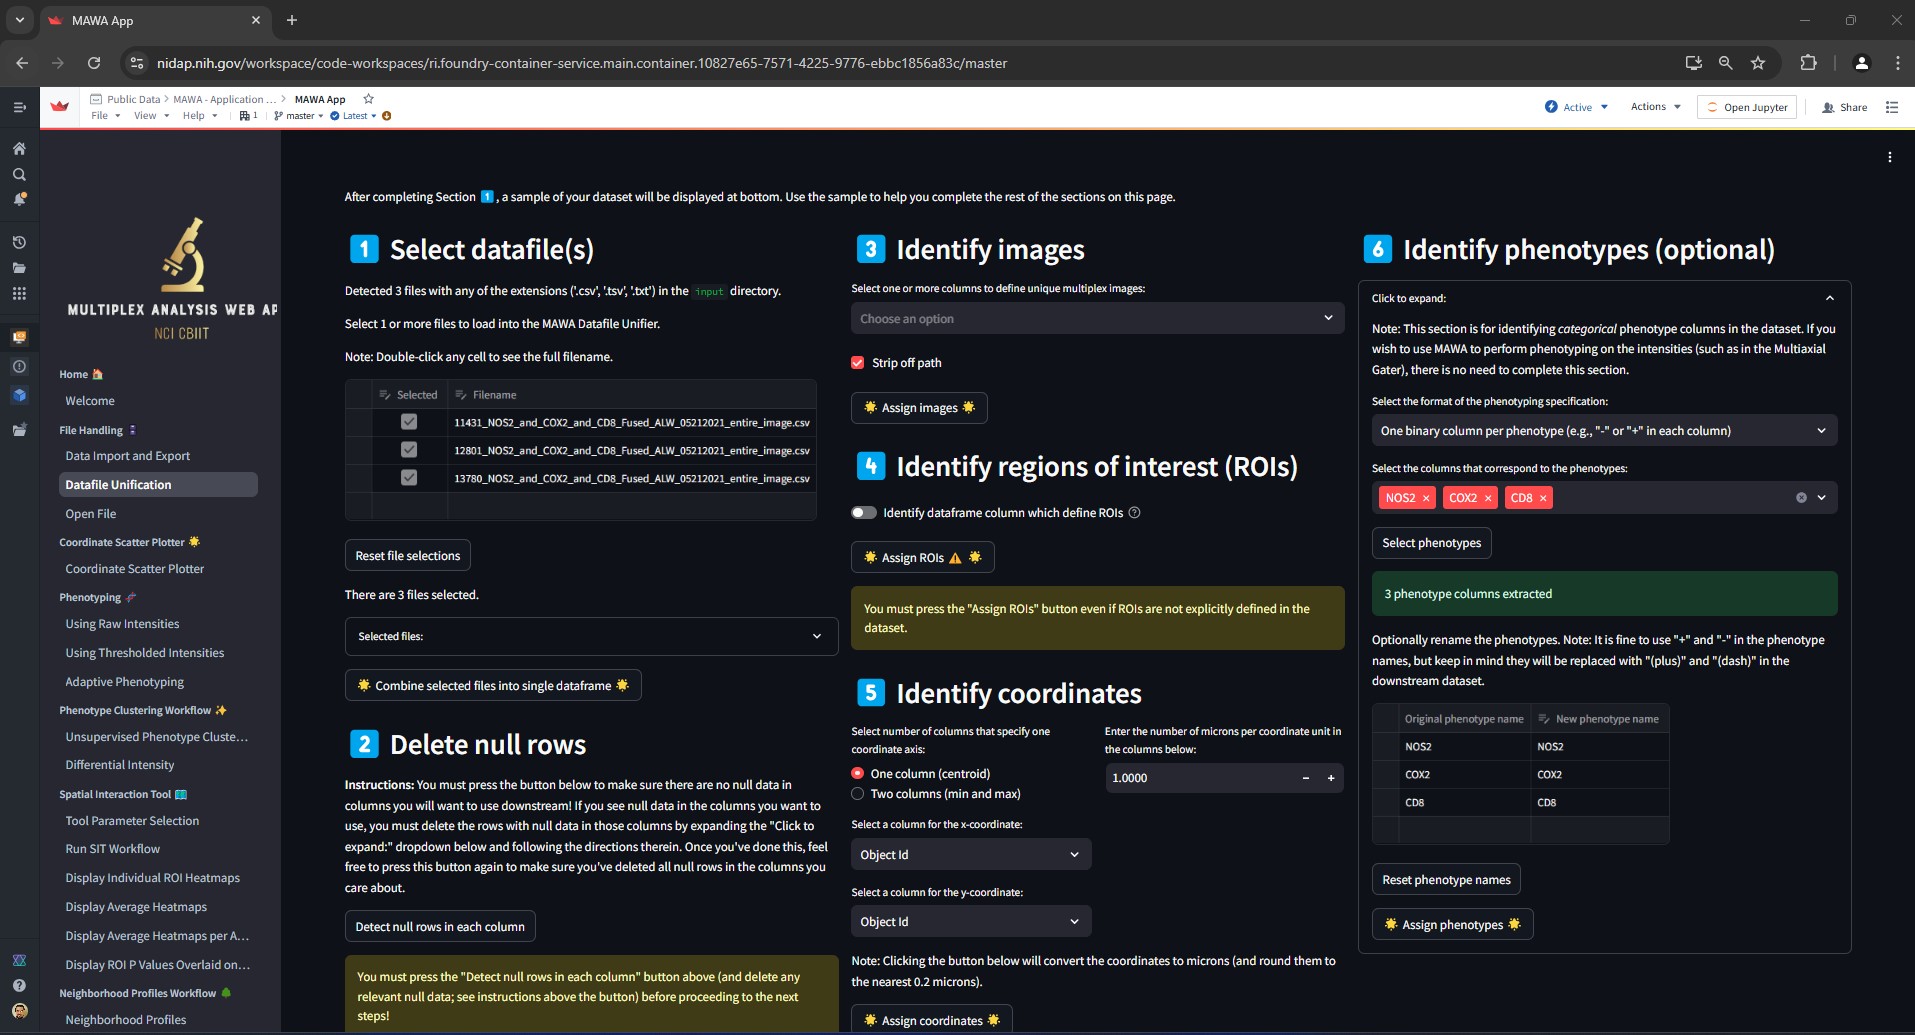 MAWA App
nidap.nih.gov/workspace/code-workspaces/ri.foundry-container-service.main.container.10827e65-7571-4225-9776-ebbc1856a83c/master
Public Data > MAWA - Application ... > MAWA App
File View Help 1 master Latest
Active Actions Open Jupyter Share
MULTIPLEX ANALYSIS WEB AP
NCI CBIIT
Home
Welcome
File Handling
Data Import and Export
Datafile Unification
Open File
Coordinate Scatter Plotter
Coordinate Scatter Plotter
Phenotyping
Using Raw Intensities
Using Thresholded Intensities
Adaptive Phenotyping
Phenotype Clustering Workflow
Unsupervised Phenotype Cluste...
Differential Intensity
Spatial Interaction Tool
Tool Parameter Selection
Run SIT Workflow
Display Individual ROI Heatmaps
Display Average Heatmaps
Display Average Heatmaps per A...
Display ROI P Values Overlaid on...
Neighborhood Profiles Workflow
Neighborhood Profiles
After completing Section 1, a sample of your dataset will be displayed at bottom. Use the sample to help you complete the rest of the sections on this page.
1 Select datafile(s)
Detected 3 files with any of the extensions ('.csv', '.tsv', '.txt') in the input directory.
Select 1 or more files to load into the MAWA Datafile Unifier.
Note: Double-click any cell to see the full filename.
Selected Filename
11431_NOS2_and_COX2_and_CD8_Fused_ALW_05212021_entire_image.csv
12801_NOS2_and_COX2_and_CD8_Fused_ALW_05212021_entire_image.csv
13780_NOS2_and_COX2_and_CD8_Fused_ALW_05212021_entire_image.csv
Reset file selections
There are 3 files selected.
Selected files:
Combine selected files into single dataframe
2 Delete null rows
Instructions: You must press the button below to make sure there are no null data in
columns you will want to use downstream! If you see null data in the columns you want to
use, you must delete the rows with null data in those columns by expanding the "Click to
expand:" dropdown below and following the directions therein. Once you've done this, feel
free to press this button again to make sure you've deleted all null rows in the columns you
care about.
Detect null rows in each column
You must press the "Detect null rows in each column" button above (and delete any
relevant null data; see instructions above the button) before proceeding to the next
steps!
3 Identify images
Select one or more columns to define unique multiplex images:
Choose an option
Strip off path
Assign images
4 Identify regions of interest (ROIs)
Identify dataframe column which define ROIs
Assign ROIs
You must press the "Assign ROIs" button even if ROIs are not explicitly defined in the
dataset.
5 Identify coordinates
Select number of columns that specify one
coordinate axis:
One column (centroid)
Two columns (min and max)
Enter the number of microns per coordinate unit in
the columns below:
1.0000 − +
Select a column for the x-coordinate:
Object Id
Select a column for the y-coordinate:
Object Id
Note: Clicking the button below will convert the coordinates to microns (and round them to
the nearest 0.2 microns).
Assign coordinates
6 Identify phenotypes (optional)
Click to expand:
Note: This section is for identifying categorical phenotype columns in the dataset. If you
wish to use MAWA to perform phenotyping on the intensities (such as in the Multiaxial
Gater), there is no need to complete this section.
Select the format of the phenotyping specification:
One binary column per phenotype (e.g., "-" or "+" in each column)
Select the columns that correspond to the phenotypes:
NOS2 × COX2 × CD8 ×
Select phenotypes
3 phenotype columns extracted
Optionally rename the phenotypes. Note: It is fine to use "+" and "-" in the phenotype
names, but keep in mind they will be replaced with "(plus)" and "(dash)" in the
downstream dataset.
Original phenotype name New phenotype name
NOS2 NOS2
COX2 COX2
CD8 CD8
Reset phenotype names
Assign phenotypes